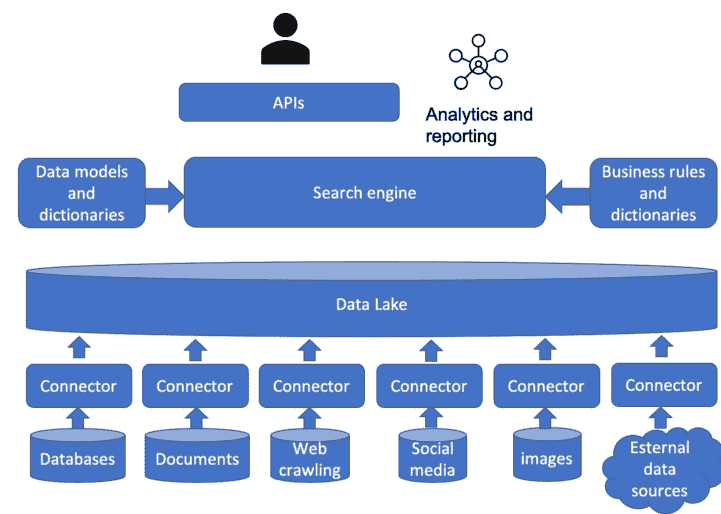 APIs
Analytics and
reporting
Data models
and
dictionaries
Search engine
Business rules
and
dictionaries
Data Lake
Connector
Connector
Connector
Connector
Connector
Connector
Databases
Documents
Web
crawling
Social
media
images
Esternal
data
sources